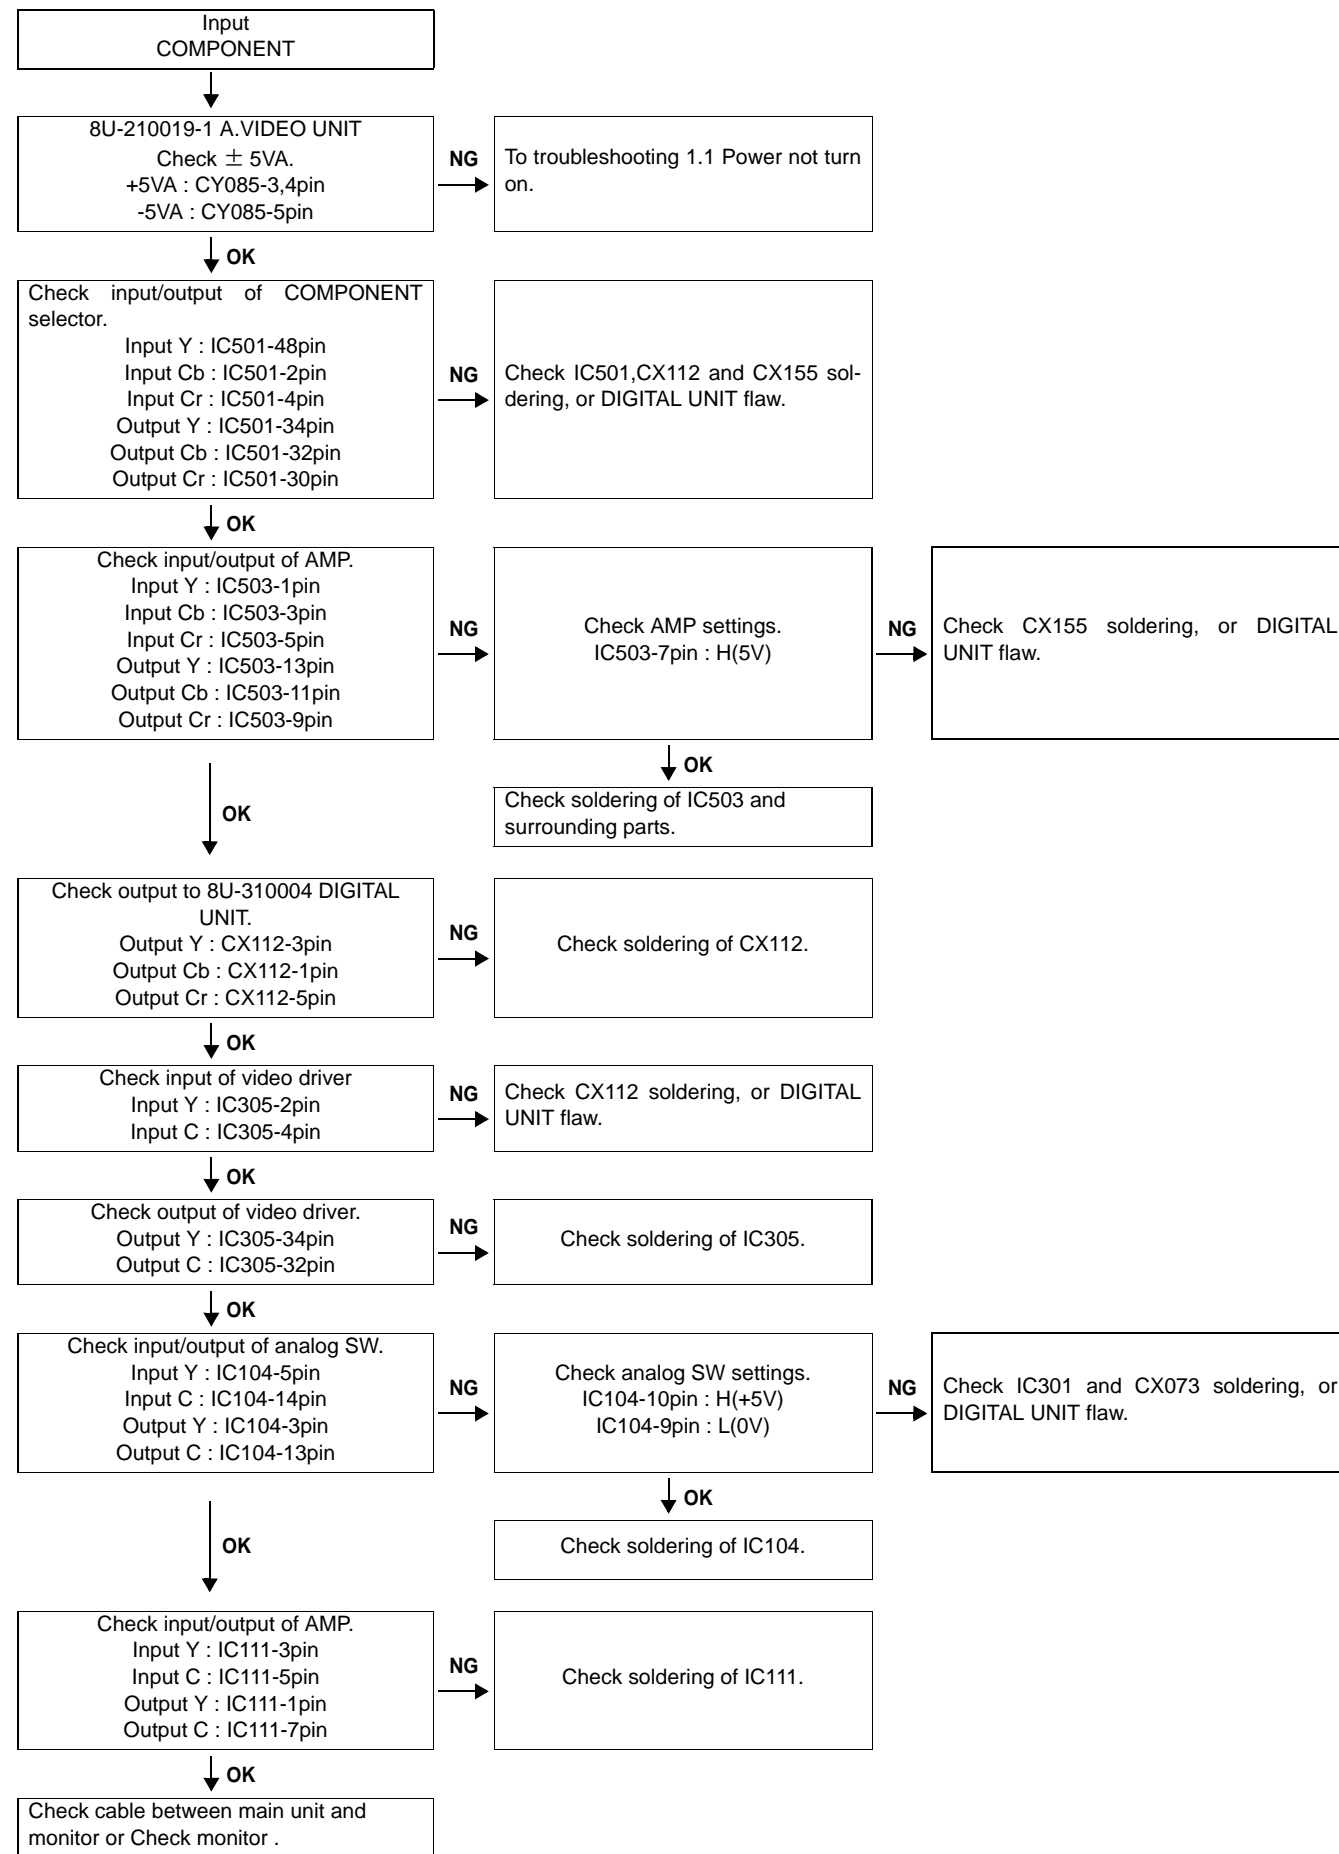 Input
COMPONENT
8U-210019-1 A.VIDEO UNIT
Check ± 5VA.
+5VA : CY085-3,4pin
-5VA : CY085-5pin
NG
To troubleshooting 1.1 Power not turn
on.
OK
Check input/output of COMPONENT
selector.
Input Y : IC501-48pin
Input Cb : IC501-2pin
Input Cr : IC501-4pin
Output Y : IC501-34pin
Output Cb : IC501-32pin
Output Cr : IC501-30pin
NG
Check IC501,CX112 and CX155 sol-
dering, or DIGITAL UNIT flaw.
OK
Check input/output of AMP.
Input Y : IC503-1pin
Input Cb : IC503-3pin
Input Cr : IC503-5pin
Output Y : IC503-13pin
Output Cb : IC503-11pin
Output Cr : IC503-9pin
NG
Check AMP settings.
IC503-7pin : H(5V)
NG
Check CX155 soldering, or DIGITAL
UNIT flaw.
OK
Check soldering of IC503 and
surrounding parts.
OK
Check output to 8U-310004 DIGITAL
UNIT.
Output Y : CX112-3pin
Output Cb : CX112-1pin
Output Cr : CX112-5pin
NG
Check soldering of CX112.
OK
Check input of video driver
Input Y : IC305-2pin
Input C : IC305-4pin
NG
Check CX112 soldering, or DIGITAL
UNIT flaw.
OK
Check output of video driver.
Output Y : IC305-34pin
Output C : IC305-32pin
NG
Check soldering of IC305.
OK
Check input/output of analog SW.
Input Y : IC104-5pin
Input C : IC104-14pin
Output Y : IC104-3pin
Output C : IC104-13pin
NG
Check analog SW settings.
IC104-10pin : H(+5V)
IC104-9pin : L(0V)
NG
Check IC301 and CX073 soldering, or
DIGITAL UNIT flaw.
OK
Check soldering of IC104.
OK
Check input/output of AMP.
Input Y : IC111-3pin
Input C : IC111-5pin
Output Y : IC111-1pin
Output C : IC111-7pin
NG
Check soldering of IC111.
OK
Check cable between main unit and
monitor or Check monitor .